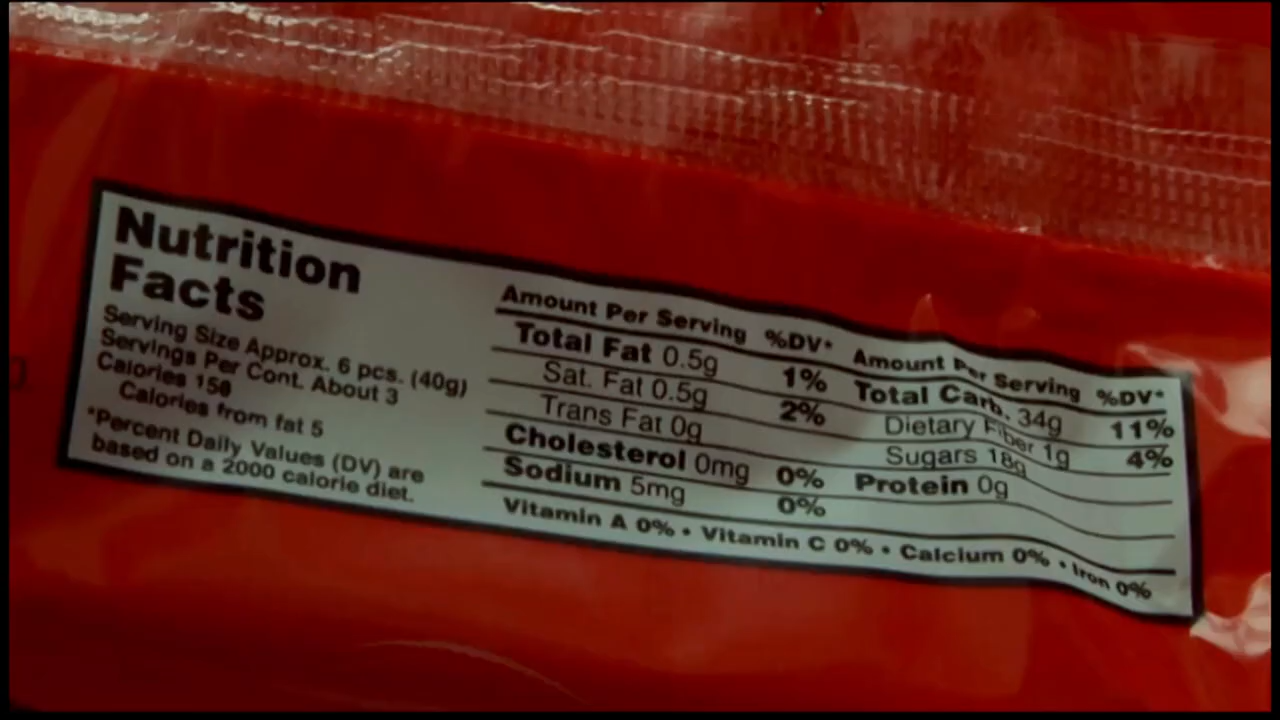 Nutrition
Facts
Serving Size Approx. 6 pcs. (40g)
Servings Per Cont. About 3
Calories 150
Calories from fat 5
*Percent Daily Values (DV) are
based on a 2000 calorie diet.
Amount Per Serving %DV*
Total Fat 0.5g 1%
Sat. Fat 0.5g 2%
Trans Fat 0g
Cholesterol 0mg 0%
Sodium 5mg 0%
Amount Per Serving %DV*
Total Carb. 34g 11%
Dietary Fiber 1g 4%
Sugars 18g
Protein 0g
Vitamin A 0% • Vitamin C 0% • Calcium 0% • Iron 0%